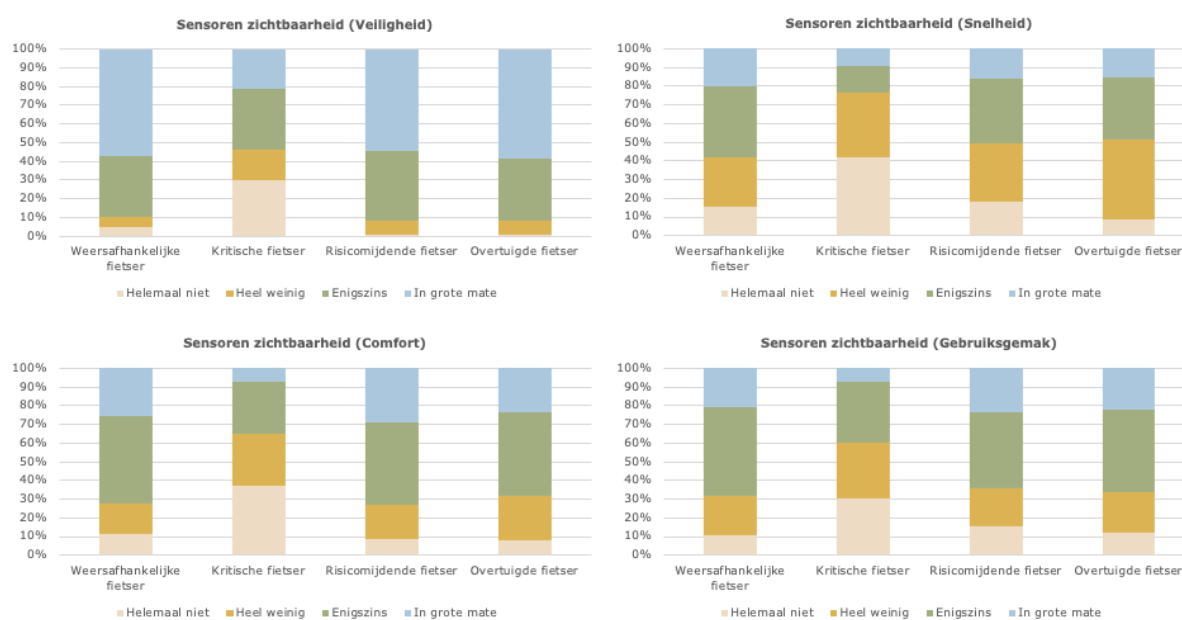 Sensoren zichtbaarheid (Veiligheid)
100%
90%
80%
70%
60%
50%
40%
30%
20%
10%
0%
Weersafhankelijke
fietser
Kritische fietser
Risicomijdende fietser
Overtuigde fietser
Helemaal niet
Heel weinig
Enigszins
In grote mate
Sensoren zichtbaarheid (Snelheid)
100%
90%
80%
70%
60%
50%
40%
30%
20%
10%
0%
Weersafhankelijke
fietser
Kritische fietser
Risicomijdende fietser
Overtuigde fietser
Helemaal niet
Heel weinig
Enigszins
In grote mate
Sensoren zichtbaarheid (Comfort)
100%
90%
80%
70%
60%
50%
40%
30%
20%
10%
0%
Weersafhankelijke
fietser
Kritische fietser
Risicomijdende fietser
Overtuigde fietser
Helemaal niet
Heel weinig
Enigszins
In grote mate
Sensoren zichtbaarheid (Gebruiksgemak)
100%
90%
80%
70%
60%
50%
40%
30%
20%
10%
0%
Weersafhankelijke
fietser
Kritische fietser
Risicomijdende fietser
Overtuigde fietser
Helemaal niet
Heel weinig
Enigszins
In grote mate